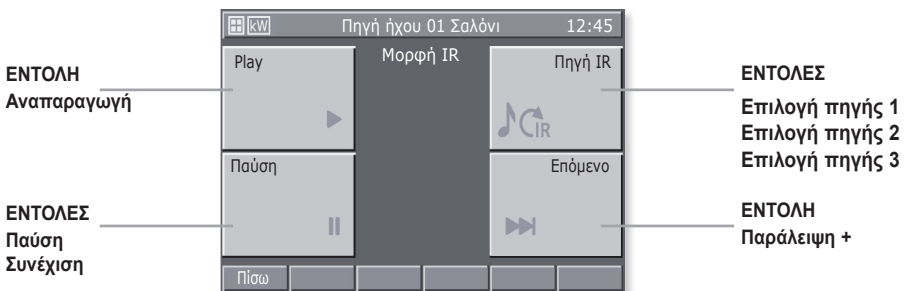 kW Πηγή ήχου 01 Σαλόνι 12:45
Play
Μορφή IR
Πηγή IR
IR
Παύση
Επόμενο
Πίσω
ΕΝΤΟΛΗ
Αναπαραγωγή
ΕΝΤΟΛΕΣ
Παύση
Συνέχιση
ΕΝΤΟΛΕΣ
Επιλογή πηγής 1
Επιλογή πηγής 2
Επιλογή πηγής 3
ΕΝΤΟΛΗ
Παράλειψη +